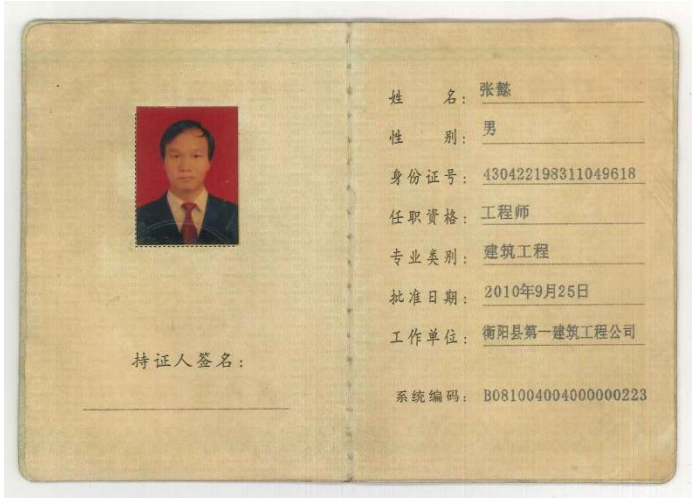 持证人签名：
姓 名：张懿
性 别：男
身份证号：430422198311049618
任职资格：工程师
专业类别：建筑工程
批准日期：2010年9月25日
工作单位：衡阳县第一建筑工程公司
系统编码：B081004004000000223